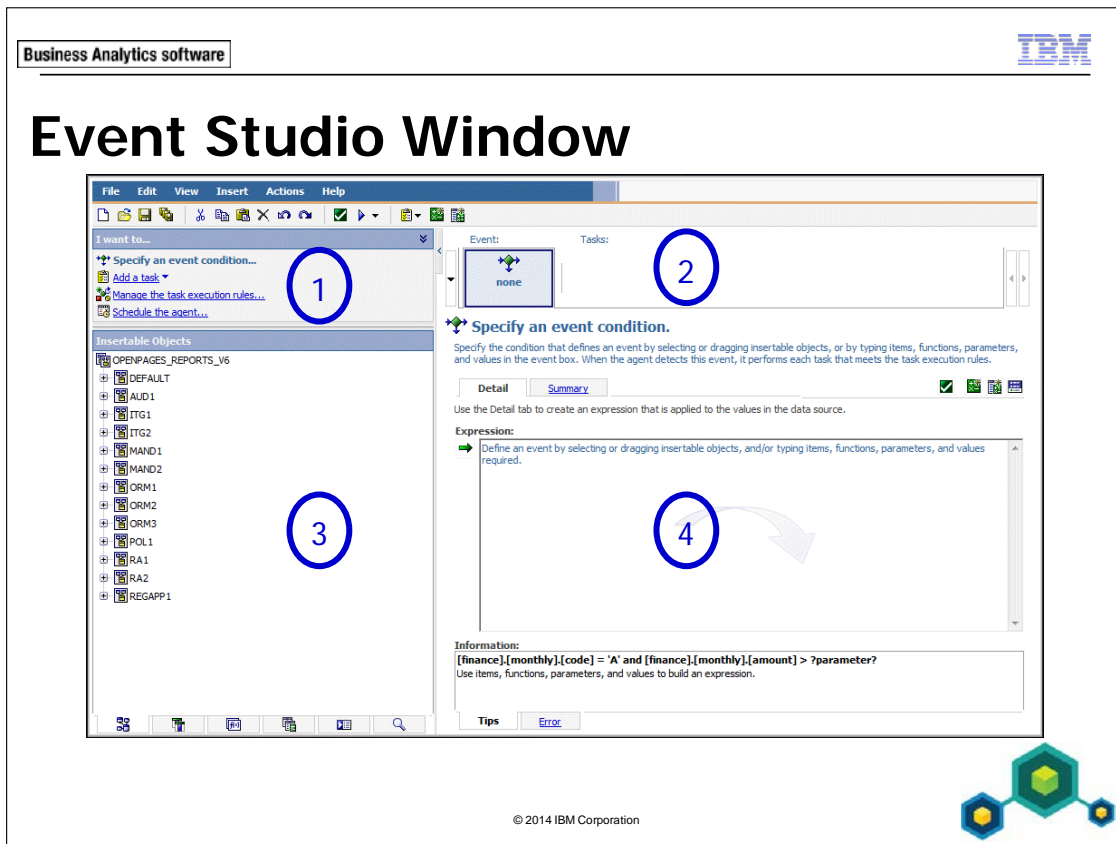 Business Analytics software
IBM
Event Studio Window
File Edit View Insert Actions Help
I want to...
Specify an event condition...
Add a task
Manage the task execution rules...
Schedule the agent...
1
Event: Tasks:
none
2
Insertable Objects
OPENPAGES_REPORTS_V6
DEFAULT
AUD1
ITG1
ITG2
MAND1
MAND2
ORM1
ORM2
ORM3
POL1
RA1
RA2
REGAPP1
3
Specify an event condition.
Specify the condition that defines an event by selecting or dragging insertable objects, or by typing items, functions, parameters,
and values in the event box. When the agent detects this event, it performs each task that meets the task execution rules.
Detail Summary
Use the Detail tab to create an expression that is applied to the values in the data source.
Expression:
Define an event by selecting or dragging insertable objects, and/or typing items, functions, parameters, and values
required.
4
Information:
[finance].[monthly].[code] = 'A' and [finance].[monthly].[amount] > ?parameter?
Use items, functions, parameters, and values to build an expression.
Tips Error
© 2014 IBM Corporation